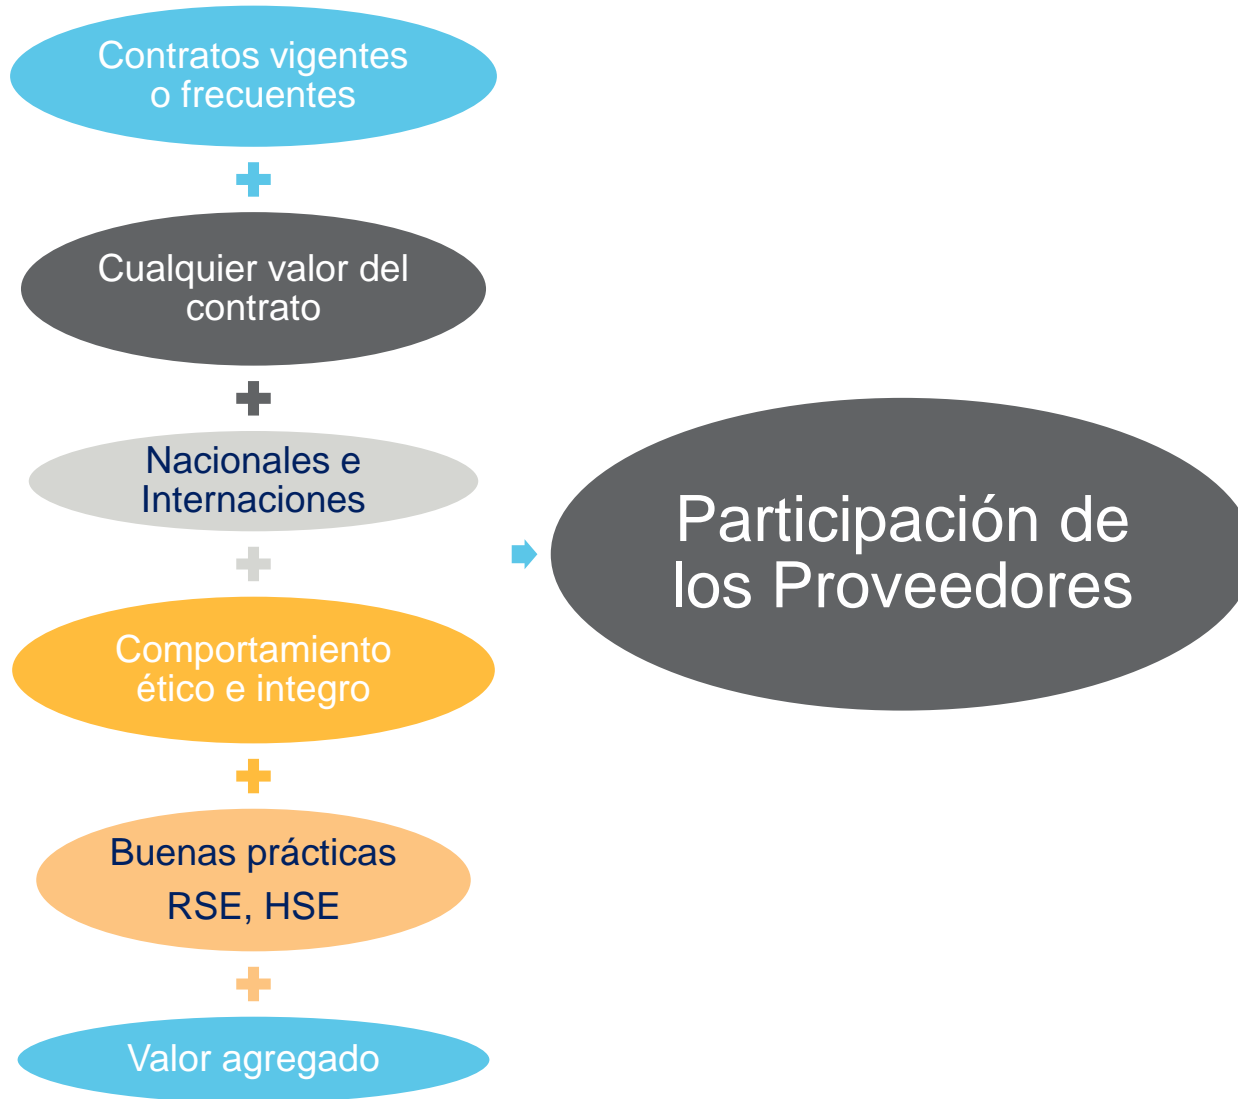 Contratos vigentes
o frecuentes
Cualquier valor del
contrato
Nacionales e
Internaciones
Comportamiento
ético e integro
Buenas prácticas
RSE, HSE
Valor agregado
Participación de
los Proveedores